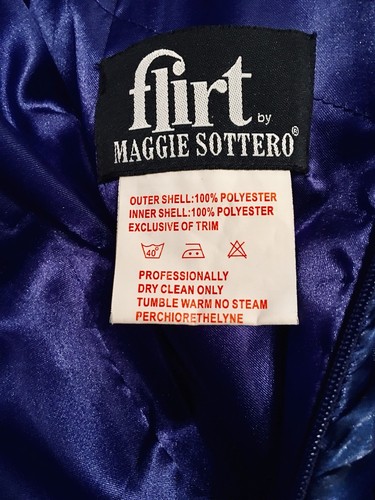 flirt by
MAGGIE SOTTERO®
OUTER SHELL:100% POLYESTER
INNER SHELL:100% POLYESTER
EXCLUSIVE OF TRIM
40°
PROFESSIONALLY
DRY CLEAN ONLY
TUMBLE WARM NO STEAM
PERCHIORETHELYNE